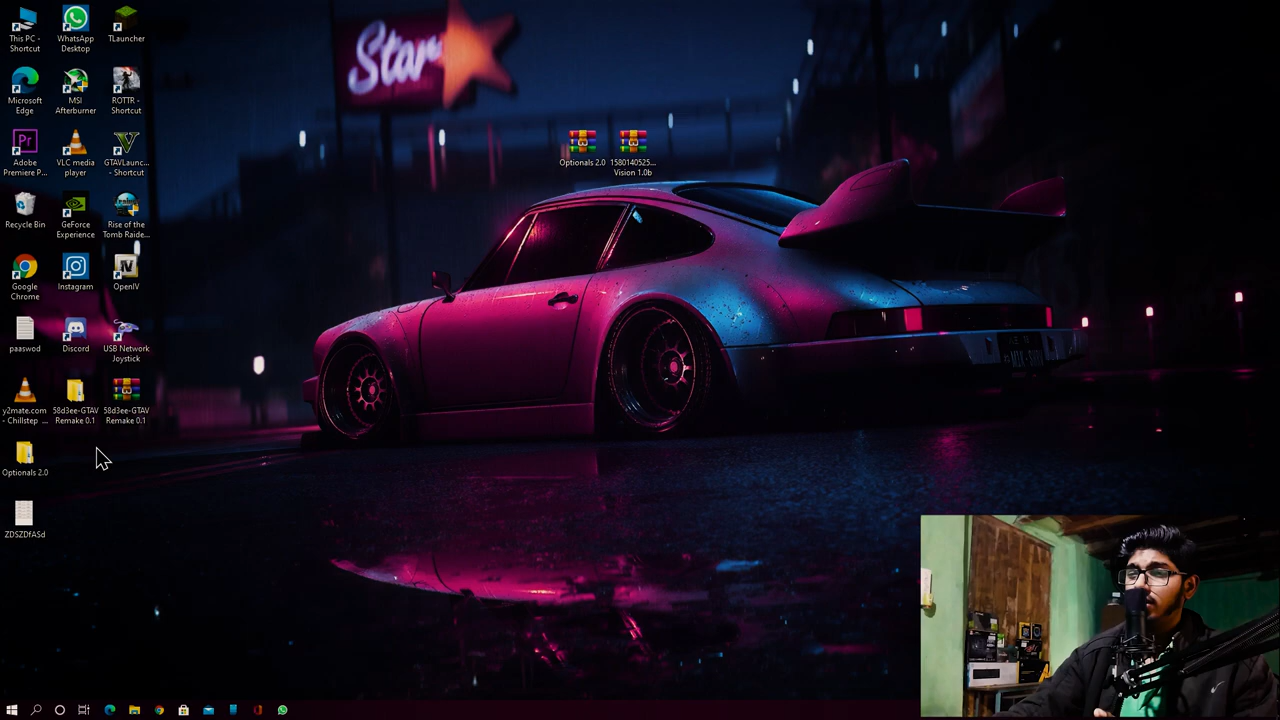 This PC -
Shortcut
WhatsApp
Desktop
TLauncher
Microsoft
Edge
MSI
Afterburner
ROTTR -
Shortcut
Adobe
Premiere P...
VLC media
player
GTAVLaunc...
- Shortcut
Recycle Bin
GeForce
Experience
Rise of the
Tomb Raide...
Google
Chrome
Instagram
OpenIV
paaswod
Discord
USB Network
Joystick
y2mate.com
- Chillstep ...
58d3ee-GTAV
Remake 0.1
58d3ee-GTAV
Remake 0.1
Optionals 2.0
ZDSZDfASd
Star
Optionals 2.0
1580140525...
Vision 1.0b